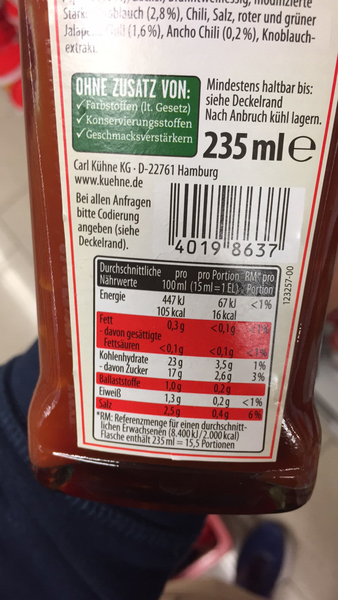 blauch (2,8 %), Chili, Salz, roter und grüner
(1,6 %), Ancho Chili (0,2 %), Knoblauch-
extrakt
OHNE ZUSATZ VON:
✓ Farbstoffen (lt. Gesetz)
✓ Konservierungsstoffen
✓ Geschmacksverstärkern
Mindestens haltbar bis:
siehe Deckelrand
Nach Anbruch kühl lagern.
235 ml e
Carl Kühne KG · D-22761 Hamburg
www.kuehne.de
Bei allen Anfragen
bitte Codierung
angeben (siehe
Deckelrand).
4019 8637
123257-00
Durchschnittliche pro pro Portion RM* pro
Nährwerte 100 ml (15 ml = 1 EL) Portion
Energie 447 kJ 67 kJ <1%
105 kcal 16 kcal
Fett 0,3 g <0,1 g <1%
- davon gesättigte
Fettsäuren <0,1 g <0,1 g <1%
Kohlenhydrate 23 g 3,5 g 1%
- davon Zucker 17 g 2,6 g 3%
Ballaststoffe 1,0 g 0,2 g
Eiweiß 1,3 g 0,2 g <1%
Salz 2,5 g 0,4 g 6%
*RM: Referenzmenge für einen durchschnitt-
lichen Erwachsenen (8.400 kJ/2.000 kcal)
Flasche enthält 235 ml = 15,5 Portionen